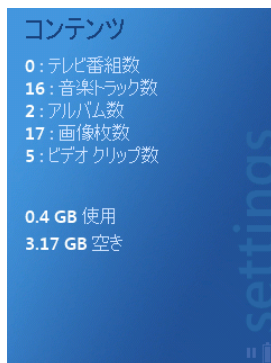 コンテンツ
0 : テレビ番組数
16 : 音楽トラック数
2 : アルバム数
17 : 画像枚数
5 : ビデオ クリップ数
0.4 GB 使用
3.17 GB 空き
settings